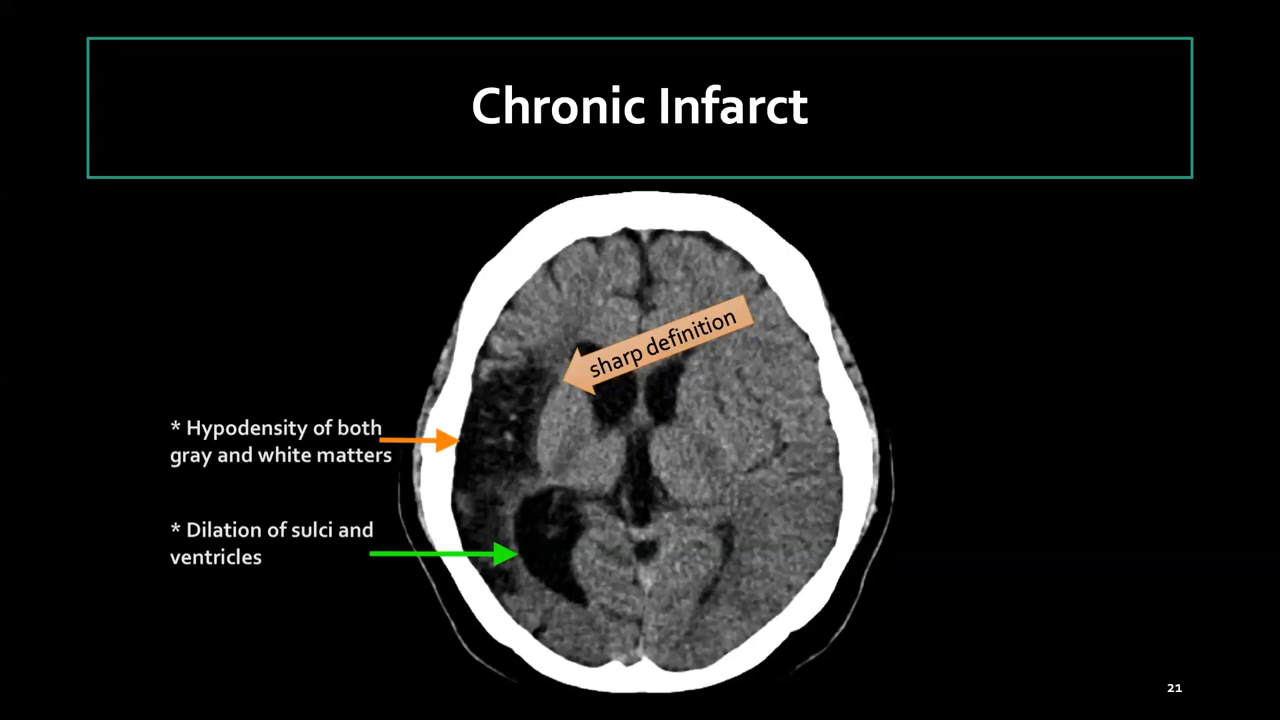 Chronic Infarct
sharp definition
* Hypodensity of both
gray and white matters
* Dilation of sulci and
ventricles
21